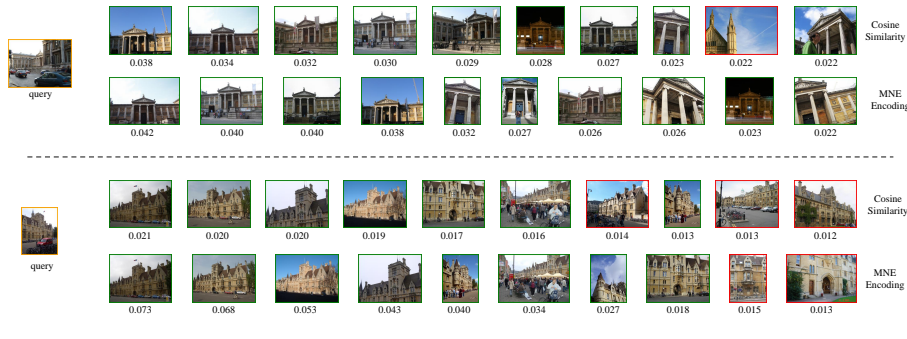 Cosine
Similarity
0.038 0.034 0.032 0.030 0.029 0.028 0.027 0.023 0.022 0.022
query
MNE
Encoding
0.042 0.040 0.040 0.038 0.032 0.027 0.026 0.026 0.023 0.022
Cosine
Similarity
0.021 0.020 0.020 0.019 0.017 0.016 0.014 0.013 0.013 0.012
query
MNE
Encoding
0.073 0.068 0.053 0.043 0.040 0.034 0.027 0.018 0.015 0.013